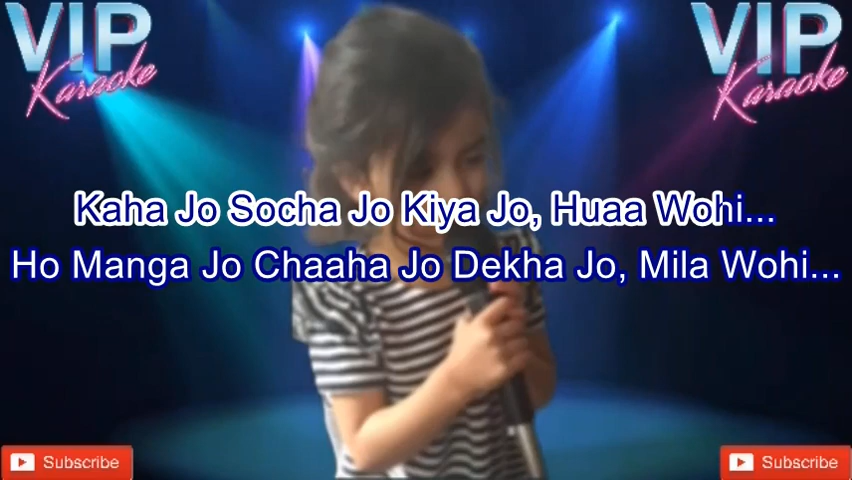 VIP
Karaoke
VIP
Karaoke
Kaha Jo Socha Jo Kiya Jo, Huaa Wohi...
Ho Manga Jo Chaaha Jo Dekha Jo, Mila Wohi...
Subscribe
Subscribe